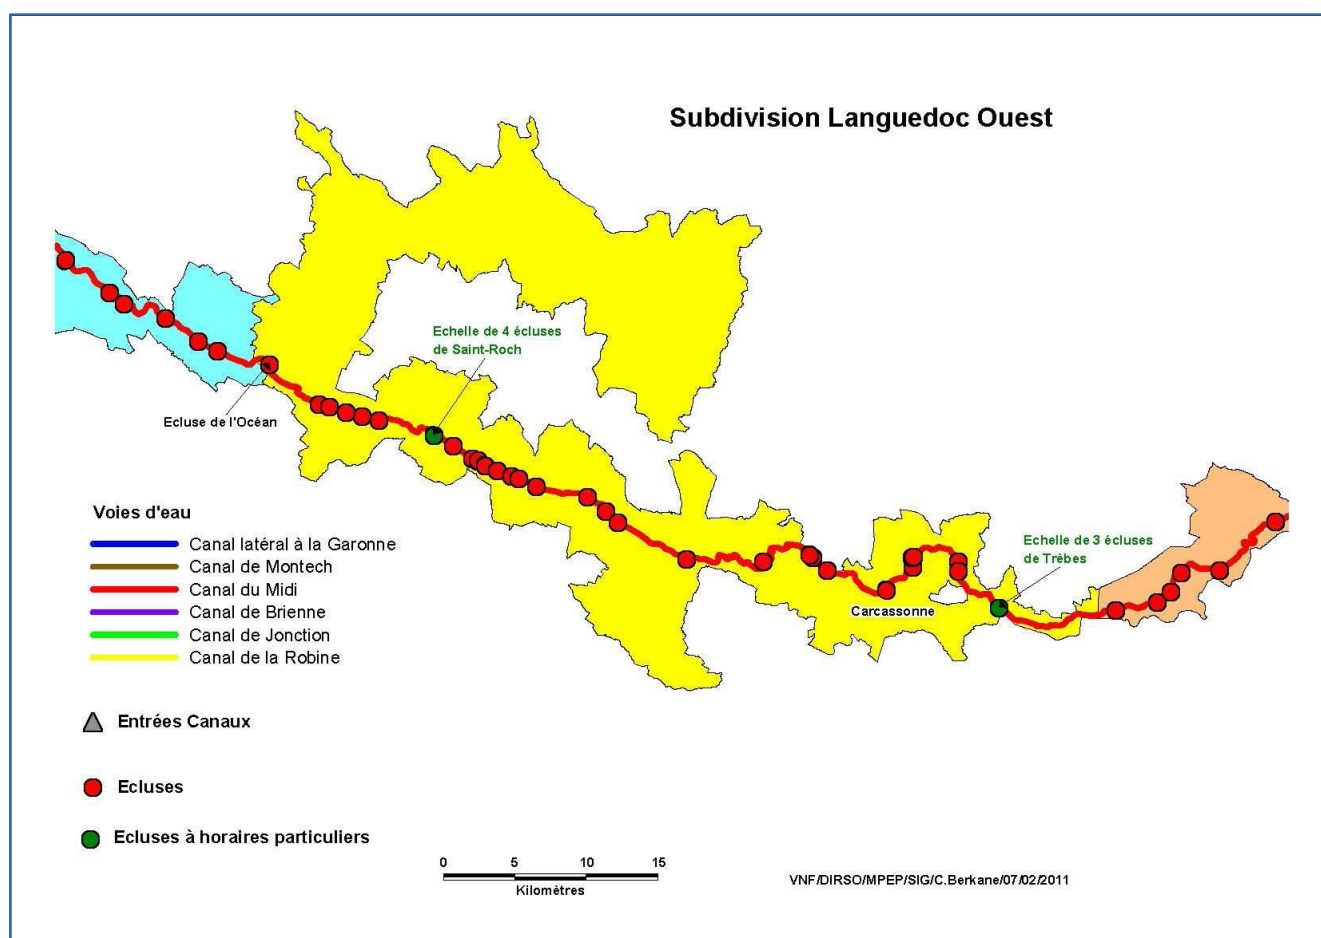 Subdivision Languedoc Ouest
Echelle de 4 écluses
de Saint-Roch
Ecluse de l'Océan
Echelle de 3 écluses
de Trèbes
Carcassonne
Voies d'eau
Canal latéral à la Garonne
Canal de Montech
Canal du Midi
Canal de Brienne
Canal de Jonction
Canal de la Robine
Entrées Canaux
Ecluses
Ecluses à horaires particuliers
0 5 10 15
Kilomètres
VNF/DIRSO/MPEP/SIG/C.Berkane/07/02/2011